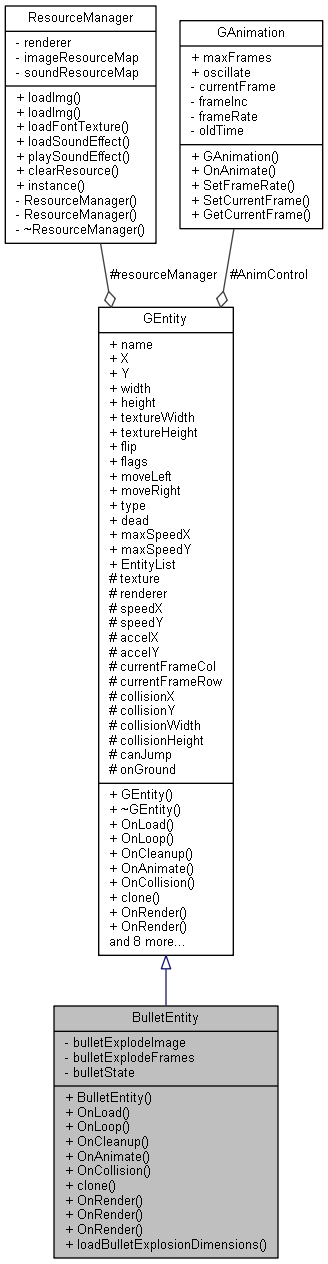 ResourceManager
- renderer
- imageResourceMap
- soundResourceMap
+ loadImg()
+ loadImg()
+ loadFontTexture()
+ loadSoundEffect()
+ playSoundEffect()
+ clearResource()
+ instance()
- ResourceManager()
- ResourceManager()
- ~ResourceManager()
GAnimation
+ maxFrames
+ oscillate
- currentFrame
- frameInc
- frameRate
- oldTime
+ GAnimation()
+ OnAnimate()
+ SetFrameRate()
+ SetCurrentFrame()
+ GetCurrentFrame()
#resourceManager
#AnimControl
GEntity
+ name
+ X
+ Y
+ width
+ height
+ textureWidth
+ textureHeight
+ flip
+ flags
+ moveLeft
+ moveRight
+ type
+ dead
+ maxSpeedX
+ maxSpeedY
+ EntityList
# texture
# renderer
# speedX
# speedY
# accelX
# accelY
# currentFrameCol
# currentFrameRow
# collisionX
# collisionY
# collisionWidth
# collisionHeight
# canJump
# onGround
+ GEntity()
+ ~GEntity()
+ OnLoad()
+ OnLoop()
+ OnCleanup()
+ OnAnimate()
+ OnCollision()
+ clone()
+ OnRender()
+ OnRender()
and 8 more...
BulletEntity
- bulletExplodeImage
- bulletExplodeFrames
- bulletState
+ BulletEntity()
+ OnLoad()
+ OnLoop()
+ OnCleanup()
+ OnAnimate()
+ OnCollision()
+ clone()
+ OnRender()
+ OnRender()
+ OnRender()
+ loadBulletExplosionDimensions()